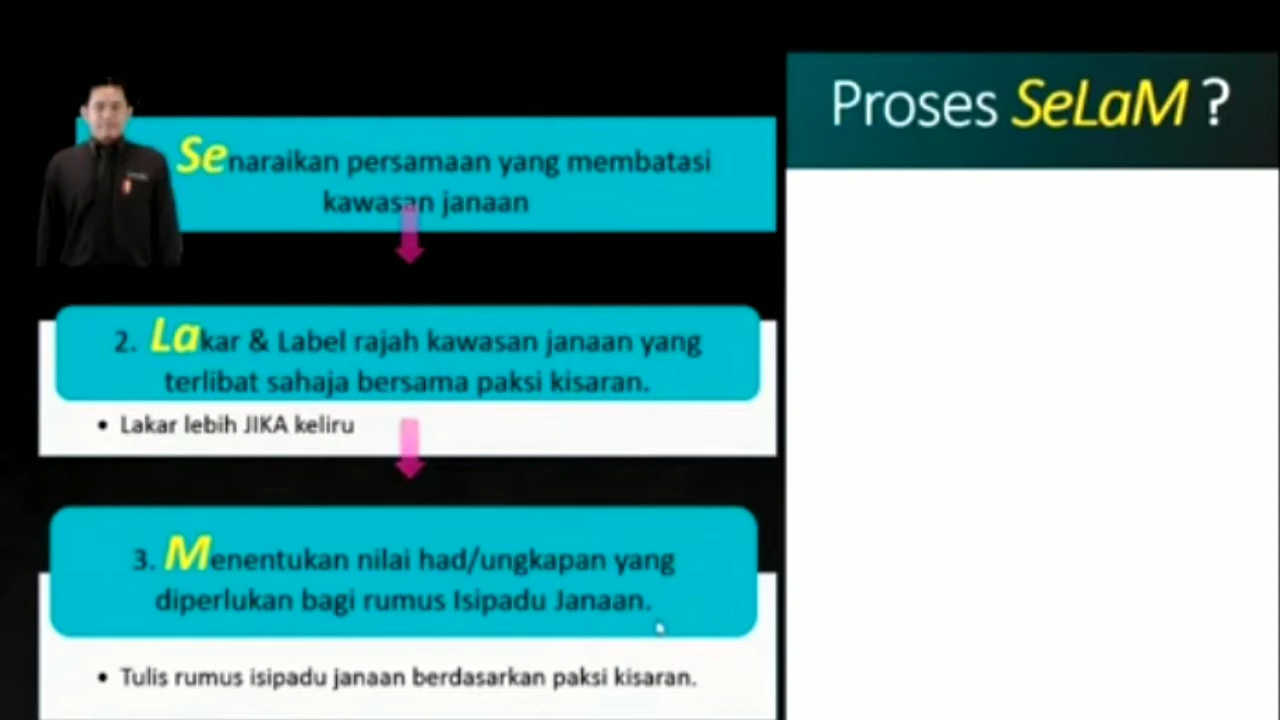 Senaraikan persamaan yang membatasi
kawasan janaan
2. Lakar & Label rajah kawasan janaan yang
terlibat sahaja bersama paksi kisaran.
• Lakar lebih JIKA keliru
3. Menentukan nilai had/ungkapan yang
diperlukan bagi rumus Isipadu Janaan.
• Tulis rumus isipadu janaan berdasarkan paksi kisaran.
Proses SeLaM ?